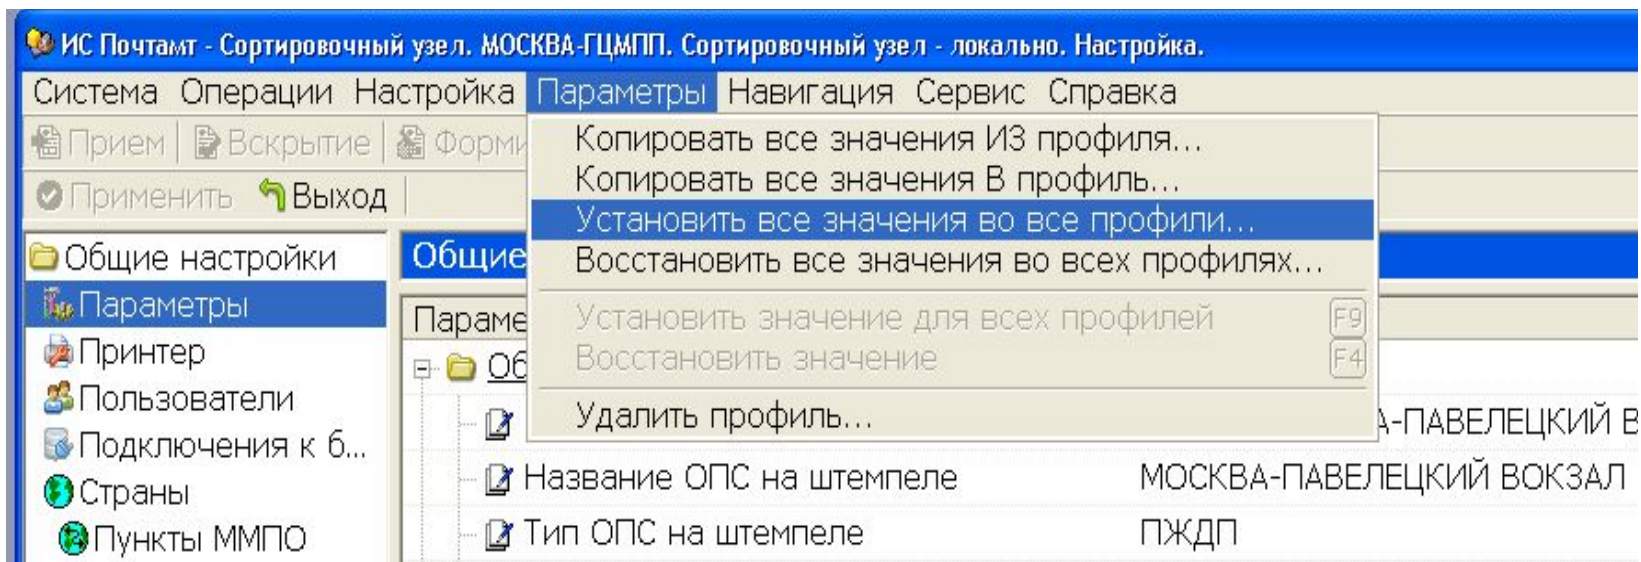 ИС Почтамт - Сортировочный узел. МОСКВА-ГЦМПП. Сортировочный узел - локально. Настройка.
Система Операции Настройка Параметры Навигация Сервис Справка
Прием Вскрытие Форми
Применить Выход
Копировать все значения ИЗ профиля...
Копировать все значения В профиль...
Установить все значения во все профили...
Восстановить все значения во всех профилях...
Установить значение для всех профилей F9
Восстановить значение F4
Удалить профиль...
Общие настройки
Параметры
Принтер
Пользователи
Подключения к б...
Страны
Пункты ММПО
Общие
Параме
Об
А-ПАВЕЛЕЦКИЙ В
Название ОПС на штемпеле МОСКВА-ПАВЕЛЕЦКИЙ ВОКЗАЛ
Тип ОПС на штемпеле ПЖДП